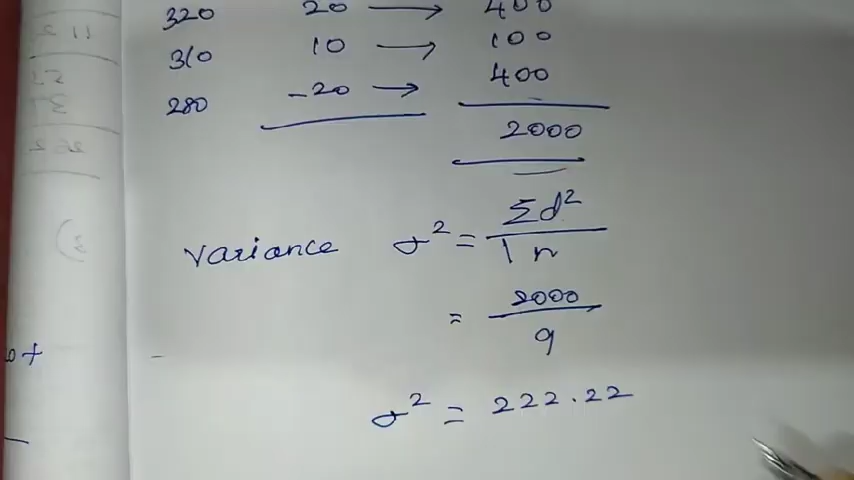 320 20 → 400
310 10 → 100
280 -20 → 400
2000
variance σ² = Σd² / n
= 2000 / 9
σ² = 222.22